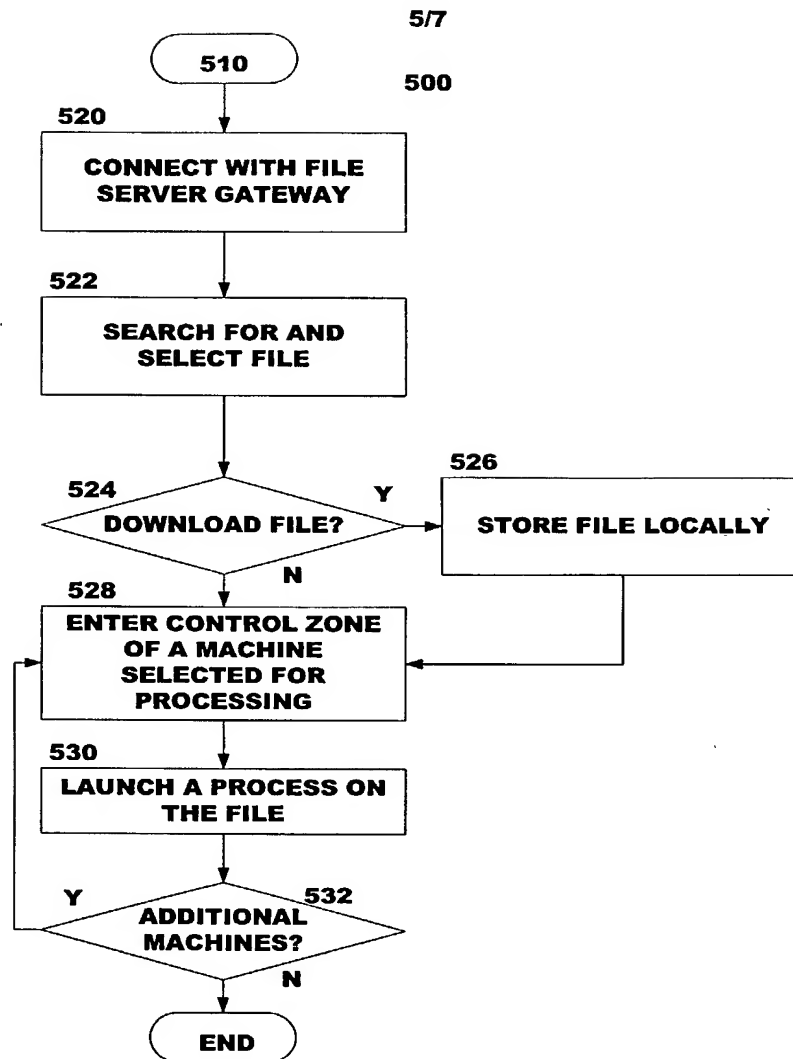 5/7
510
500
520
CONNECT WITH FILE
SERVER GATEWAY
522
SEARCH FOR AND
SELECT FILE
524
DOWNLOAD FILE?
Y
526
STORE FILE LOCALLY
N
528
ENTER CONTROL ZONE
OF A MACHINE
SELECTED FOR
PROCESSING
530
LAUNCH A PROCESS ON
THE FILE
Y
532
ADDITIONAL
MACHINES?
N
END